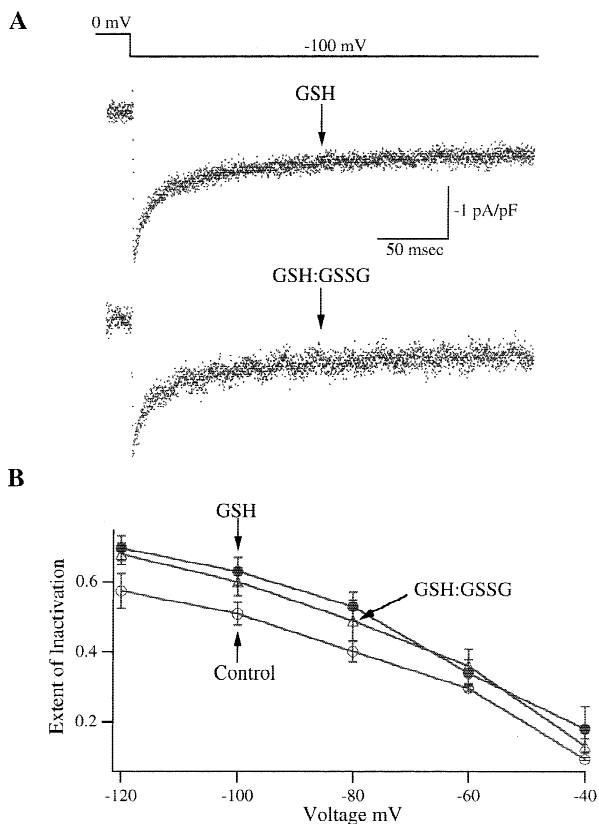 A
0 mV
-100 mV
GSH
-1 pA/pF
50 msec
GSH:GSSG
B
GSH
GSH:GSSG
Control
Extent of Inactivation
0.6
0.4
0.2
-120 -100 -80 -60 -40
Voltage mV